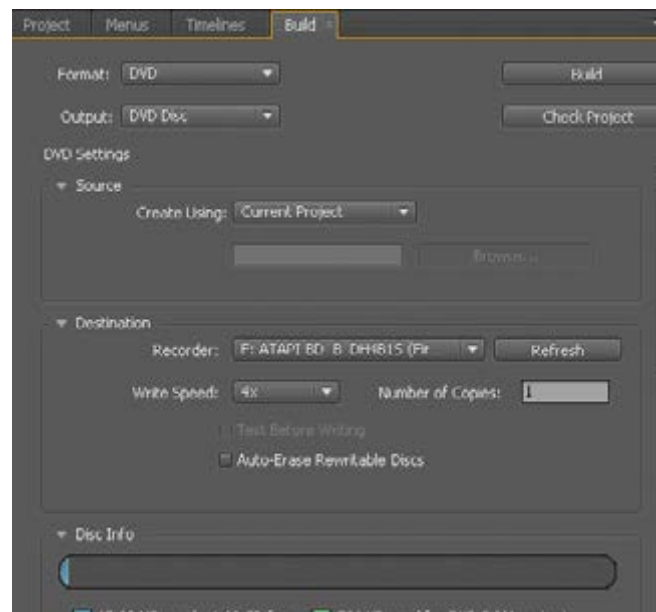 Project Menus Timelines Build
Format: DVD Build
Output: DVD Disc Check Project
DVD Settings
Source
Create Using: Current Project
Browse...
Destination
Recorder: F: ATAPI BD B DH4B1S (Fir Refresh
Write Speed: 4x Number of Copies: 1
Test Before Writing
Auto-Erase Rewritable Discs
Disc Info